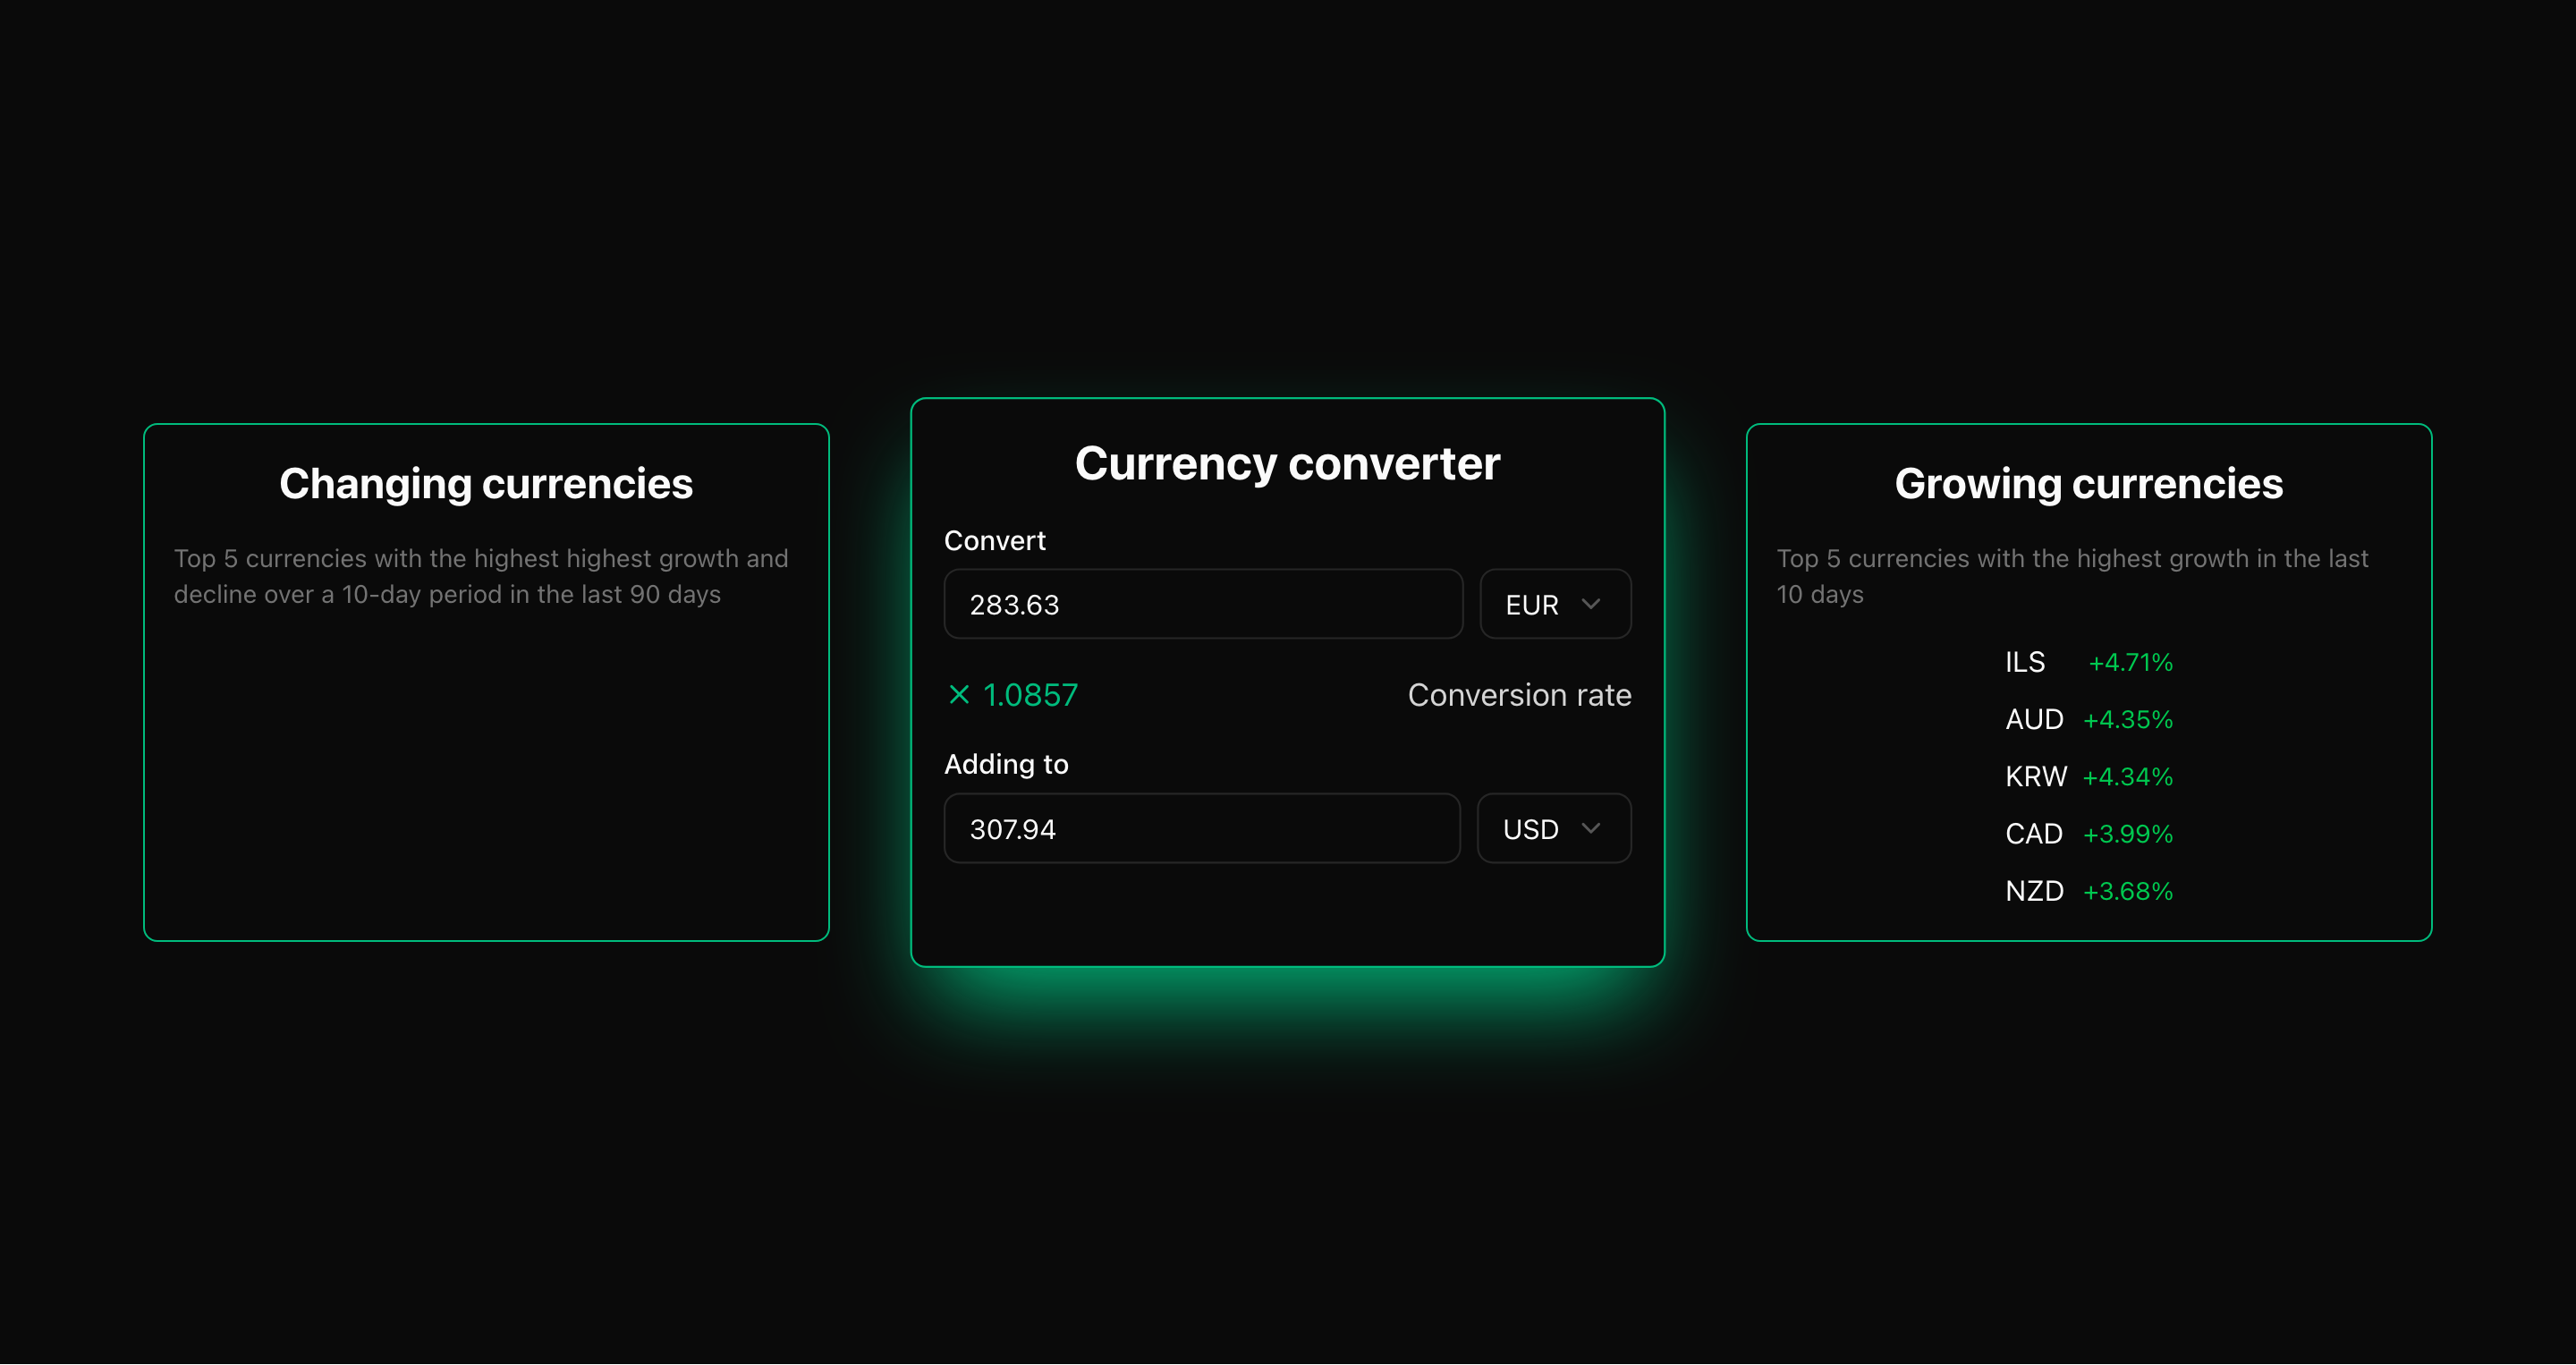 Changing currencies
Top 5 currencies with the highest highest growth and
decline over a 10-day period in the last 90 days
Currency converter
Convert
283.63 EUR
× 1.0857 Conversion rate
Adding to
307.94 USD
Growing currencies
Top 5 currencies with the highest growth in the last
10 days
ILS +4.71%
AUD +4.35%
KRW +4.34%
CAD +3.99%
NZD +3.68%